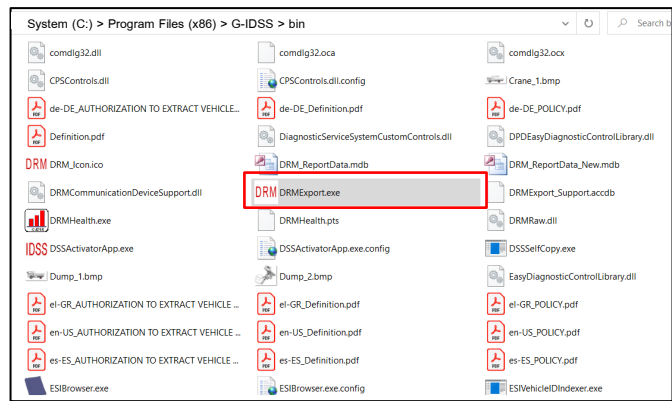 System (C:) > Program Files (x86) > G-IDSS > bin
Search b
comdlg32.dll
comdlg32.oca
comdlg32.ocx
CPSControls.dll
CPSControls.dll.config
Crane_1.bmp
de-DE_AUTHORIZATION TO EXTRACT VEHICLE...
de-DE_Definition.pdf
de-DE_POLICY.pdf
Definition.pdf
DiagnosticServiceSystemCustomControls.dll
DPDEasyDiagnosticControlLibrary.dll
DRM DRM_Icon.ico
DRM_ReportData.mdb
DRM_ReportData_New.mdb
DRMCommunicationDeviceSupport.dll
DRM DRMExport.exe
DRMExport_Support.accdb
DRMHealth.exe
DRMHealth.pts
DRMRaw.dll
IDSS DSSActivatorApp.exe
DSSActivatorApp.exe.config
DSSSelfCopy.exe
Dump_1.bmp
Dump_2.bmp
EasyDiagnosticControlLibrary.dll
el-GR_AUTHORIZATION TO EXTRACT VEHICLE ...
el-GR_Definition.pdf
el-GR_POLICY.pdf
en-US_AUTHORIZATION TO EXTRACT VEHICLE ...
en-US_Definition.pdf
en-US_POLICY.pdf
es-ES_AUTHORIZATION TO EXTRACT VEHICLE ...
es-ES_Definition.pdf
es-ES_POLICY.pdf
ESIBrowser.exe
ESIBrowser.exe.config
ESIVehicleIDIndexer.exe